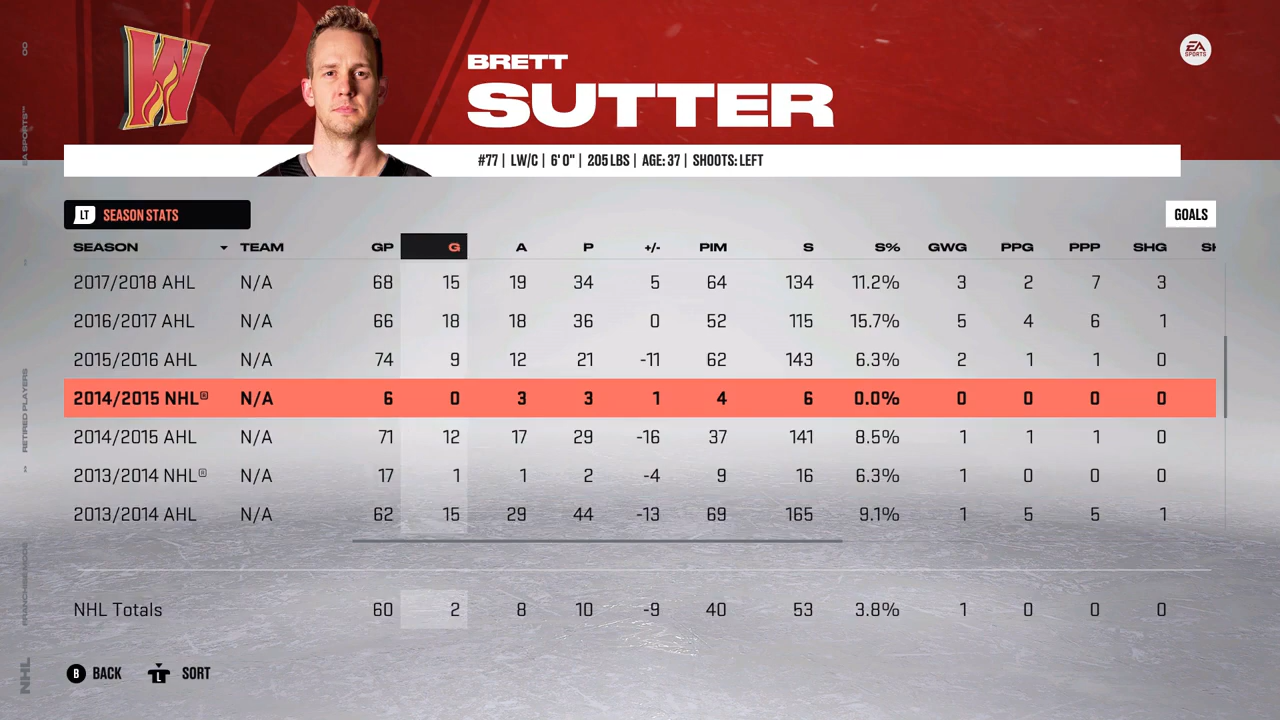 BRETT
SUTTER
EA
SPORTS
#77 | LW/C | 6' 0" | 205 LBS | AGE: 37 | SHOOTS: LEFT
LT SEASON STATS
GOALS
SEASON TEAM GP G A P +/- PIM S S% GWG PPG PPP SHG
2017/2018 AHL N/A 68 15 19 34 5 64 134 11.2% 3 2 7 3
2016/2017 AHL N/A 66 18 18 36 0 52 115 15.7% 5 4 6 1
2015/2016 AHL N/A 74 9 12 21 -11 62 143 6.3% 2 1 1 0
2014/2015 NHL® N/A 6 0 3 3 1 4 6 0.0% 0 0 0 0
2014/2015 AHL N/A 71 12 17 29 -16 37 141 8.5% 1 1 1 0
2013/2014 NHL® N/A 17 1 1 2 -4 9 16 6.3% 1 0 0 0
2013/2014 AHL N/A 62 15 29 44 -13 69 165 9.1% 1 5 5 1
NHL Totals 60 2 8 10 -9 40 53 3.8% 1 0 0 0
B BACK L SORT
NHL FRANCHISE MODE RETIRED PLAYERS EA SPORTS™